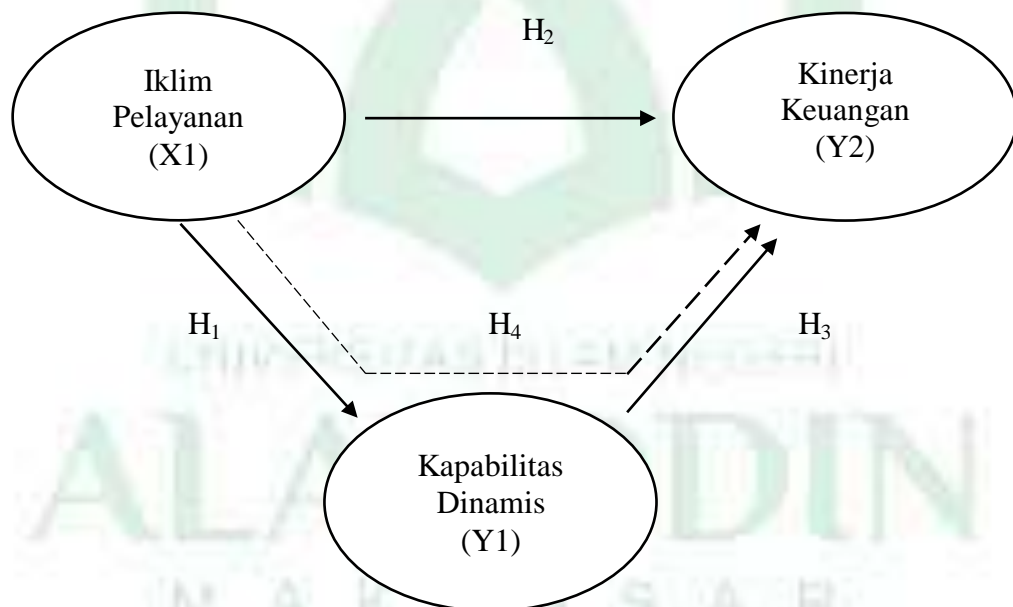 H₂
Iklim
Pelayanan
(X1)
Kinerja
Keuangan
(Y2)
H₁
H₄
H₃
Kapabilitas
Dinamis
(Y1)